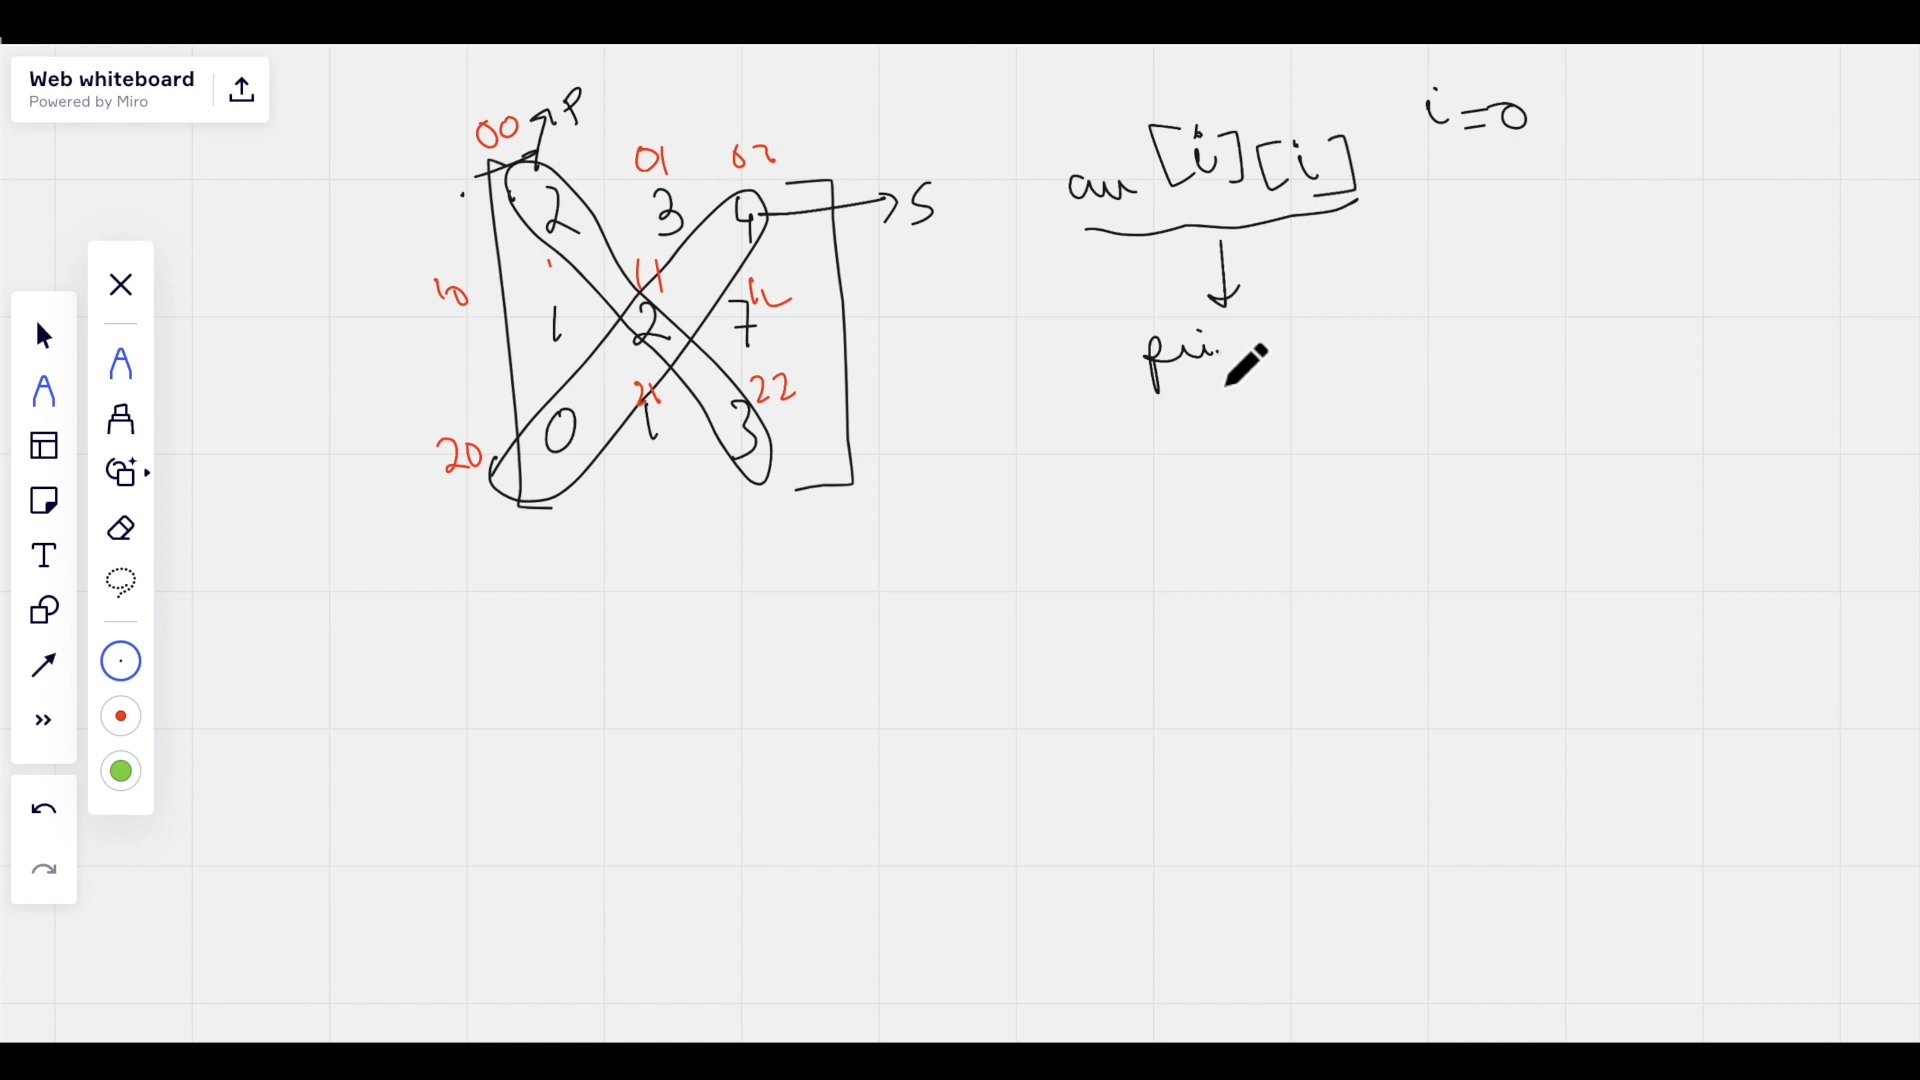 Web whiteboard
Powered by Miro
P
i=0
00 01 02
arr [i][i]
2 3 4 S
10 11 12
1 2 7
pri
21 22
0 1 3
20
T